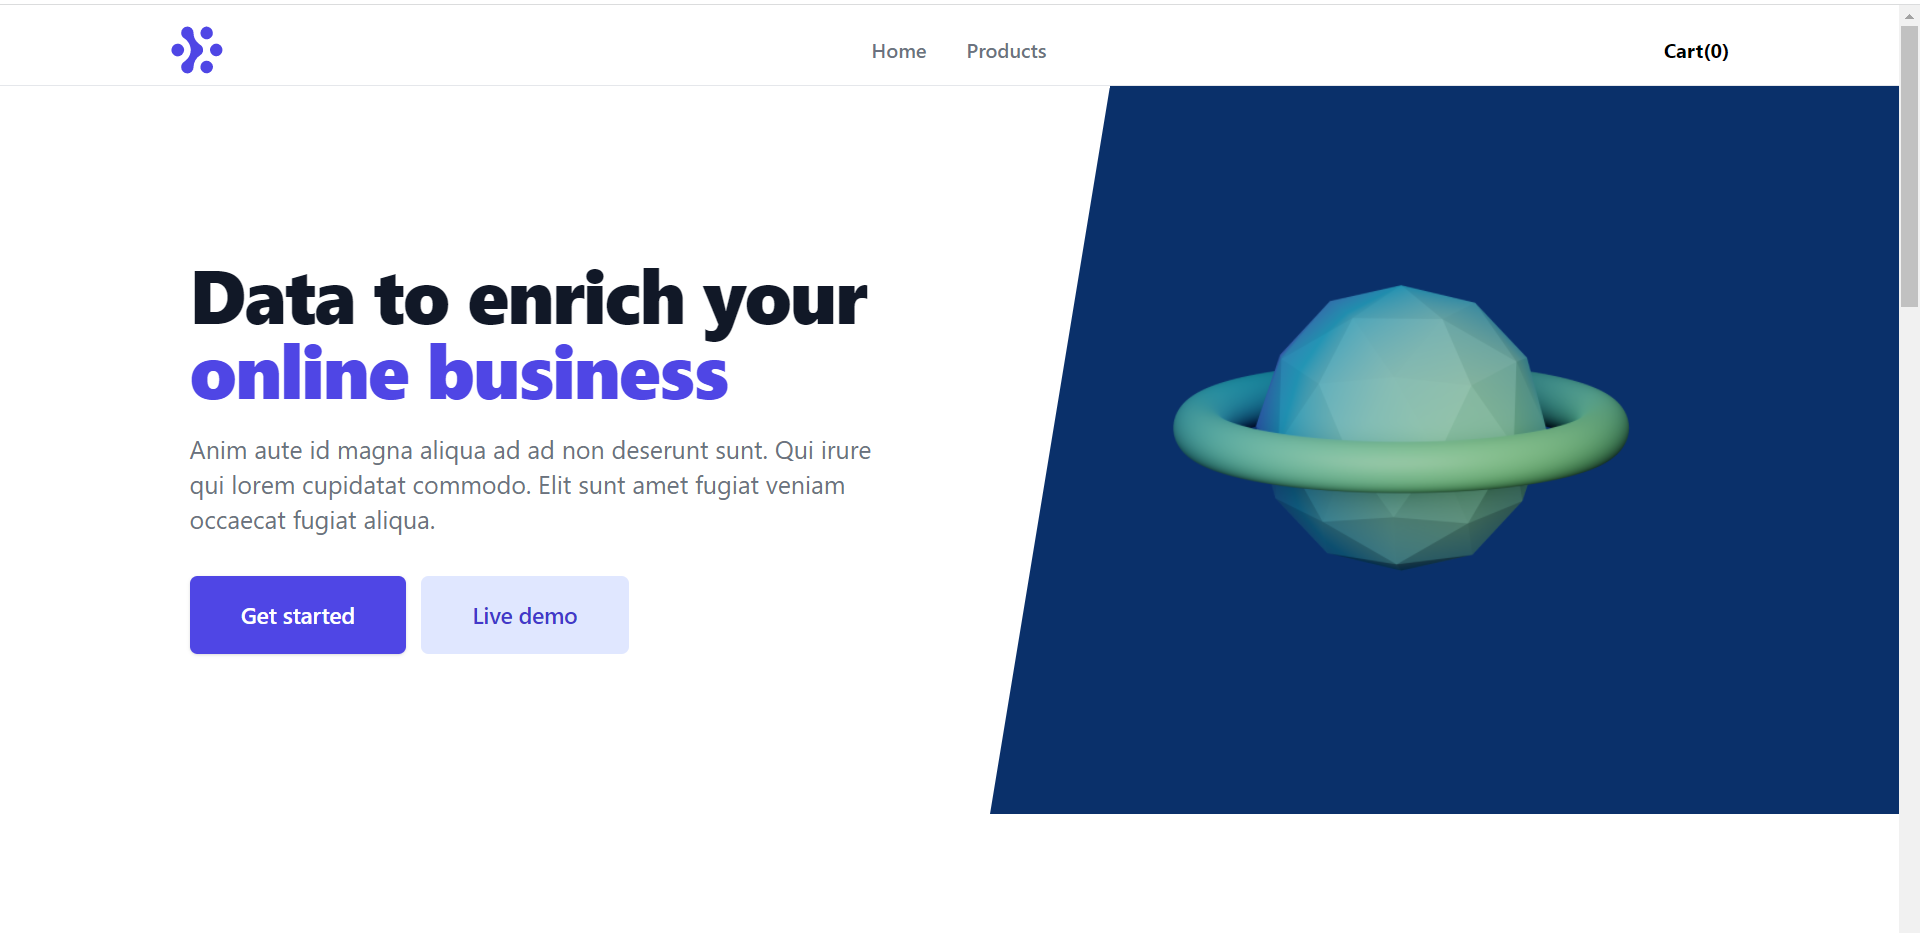 Home Products Cart(0)
Data to enrich your
online business
Anim aute id magna aliqua ad ad non deserunt sunt. Qui irure
qui lorem cupidatat commodo. Elit sunt amet fugiat veniam
occaecat fugiat aliqua.
Get started Live demo